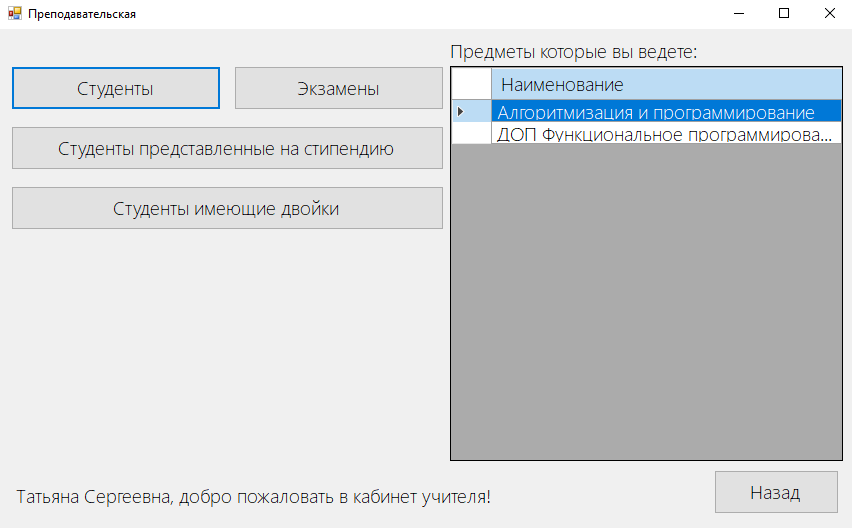 Преподавательская
Предметы которые вы ведете:
Студенты
Экзамены
Студенты представленные на стипендию
Студенты имеющие двойки
Наименование
Алгоритмизация и программирование
ДОП Функциональное программирова...
Татьяна Сергеевна, добро пожаловать в кабинет учителя!
Назад